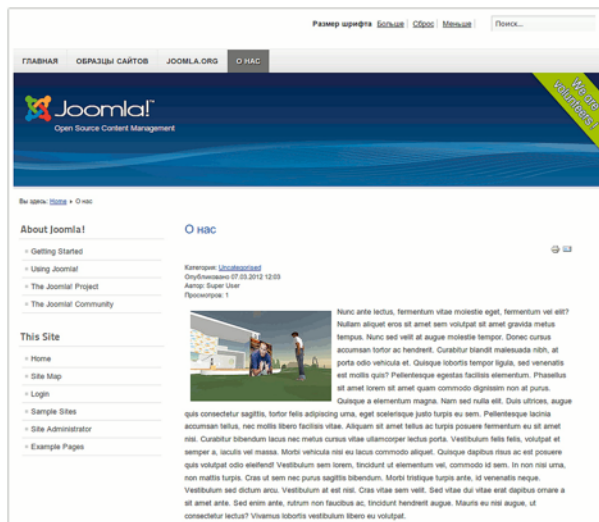 Размер шрифта Больше Сброс Меньше Поиск...
ГЛАВНАЯ ОБРАЗЦЫ САЙТОВ JOOMLA.ORG О НАС
Joomla!™
Open Source Content Management
We are
volunteers!
Вы здесь: Home О нас
About Joomla!
Getting Started
Using Joomla!
The Joomla! Project
The Joomla! Community
This Site
Home
Site Map
Login
Sample Sites
Site Administrator
Example Pages
О нас
Категория: Uncategorised
Опубликовано 07.03.2012 12:03
Автор: Super User
Просмотров: 1
Nunc ante lectus, fermentum vitae molestie eget, fermentum vel elit?
Nullam aliquet eros sit amet sem volutpat sit amet gravida metus
tempus. Nunc sed velit at augue molestie tempor. Donec cursus
accumsan tortor ac hendrerit. Curabitur blandit malesuada nibh, at
porta odio vehicula et. Quisque lobortis tempor ligula, sed venenatis
est mollis quis? Pellentesque egestas facilisis elementum. Phasellus
sit amet lorem sit amet quam commodo dignissim non at purus.
Quisque a elementum magna. Nam sed nulla elit. Duis ultrices, augue
quis consectetur sagittis, tortor felis adipiscing urna, eget scelerisque justo turpis eu sem. Pellentesque lacinia
accumsan tellus, nec mollis libero facilisis vitae. Aliquam sit amet tellus ac turpis posuere fermentum eu sit amet
nisi. Curabitur bibendum lacus nec metus cursus vitae ullamcorper lectus porta. Vestibulum felis felis, volutpat et
semper a, iaculis vel massa. Morbi vehicula nisi eu lacus commodo aliquet. Quisque dapibus risus ac est posuere
quis volutpat odio eleifend! Vestibulum sem lorem, tincidunt ut elementum vel, commodo id sem. In non nisi urna,
non mattis turpis. Cras ut sem nec purus sagittis bibendum. Morbi tristique turpis ante, id venenatis neque.
Vestibulum sed dictum arcu. Vestibulum at est nisl. Cras vitae sem velit. Sed vitae dui vitae erat dapibus ornare a
sit amet ante. Sed enim ante, rutrum non faucibus ac, tincidunt hendrerit augue. Mauris eu nisi augue, ut
consectetur lectus? Vivamus lobortis vestibulum libero eu volutpat.